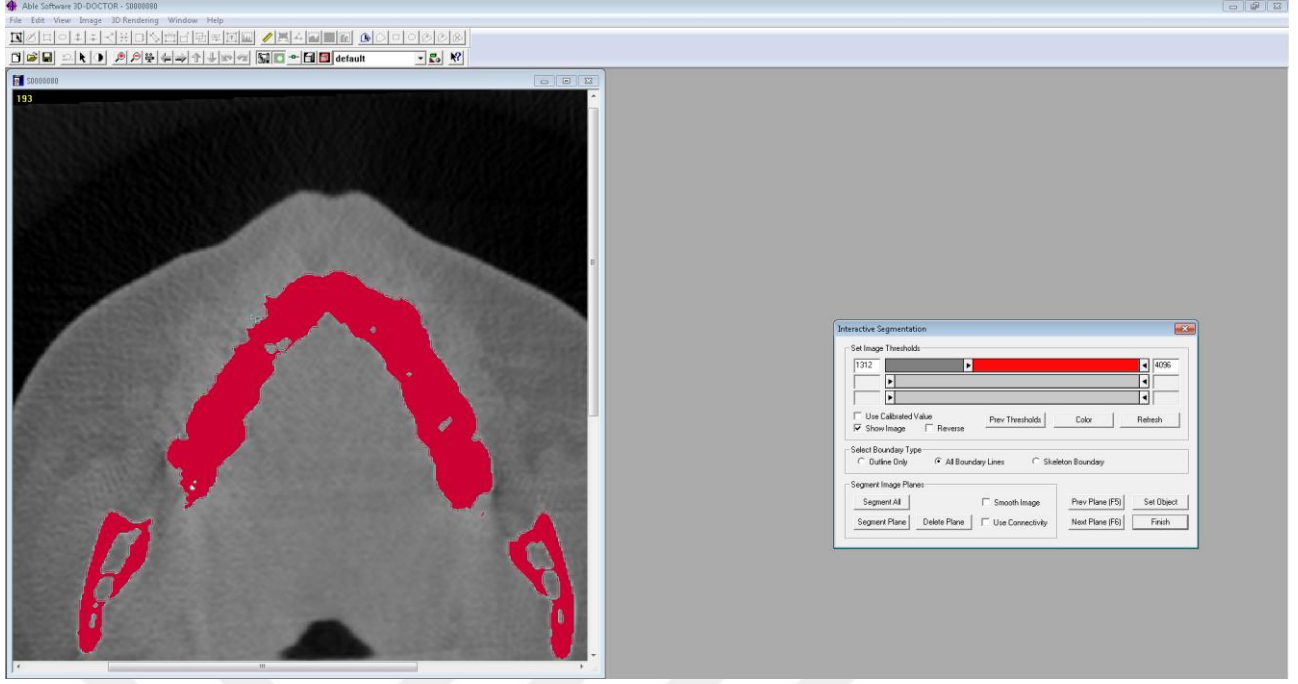 Able Software 3D-DOCTOR - S0000080
File Edit View Image 3D Rendering Window Help
default
S0000080
193
Interactive Segmentation
Set Image Thresholds
1312 4096
Use Calibrated Value
Show Image Reverse Prev Thresholds Color Refresh
Select Boundary Type
Outline Only All Boundary Lines Skeleton Boundary
Segment Image Planes
Segment All Smooth Image Prev Plane (F5) Set Object
Segment Plane Delete Plane Use Connectivity Next Plane (F6) Finish